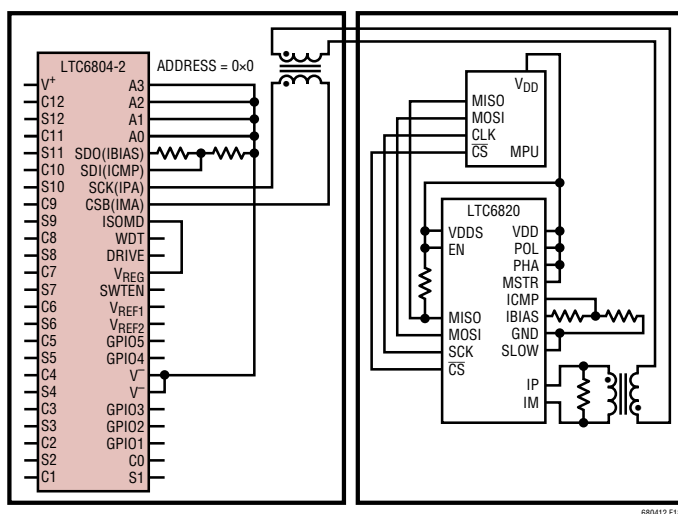 LTC6804-2
ADDRESS = 0×0
V+
C12
S12
C11
S11
C10
S10
C9
S9
C8
S8
C7
S7
C6
S6
C5
S5
C4
S4
C3
S3
C2
S2
C1
A3
A2
A1
A0
SDO(IBIAS)
SDI(ICMP)
SCK(IPA)
CSB(IMA)
ISOMD
WDT
DRIVE
VREG
SWTEN
VREF1
VREF2
GPIO5
GPIO4
V–
V–
GPIO3
GPIO2
GPIO1
C0
S1
VDD
MISO
MOSI
CLK
CS
MPU
LTC6820
VDDS
EN
MISO
MOSI
SCK
CS
VDD
POL
PHA
MSTR
ICMP
IBIAS
GND
SLOW
IP
IM